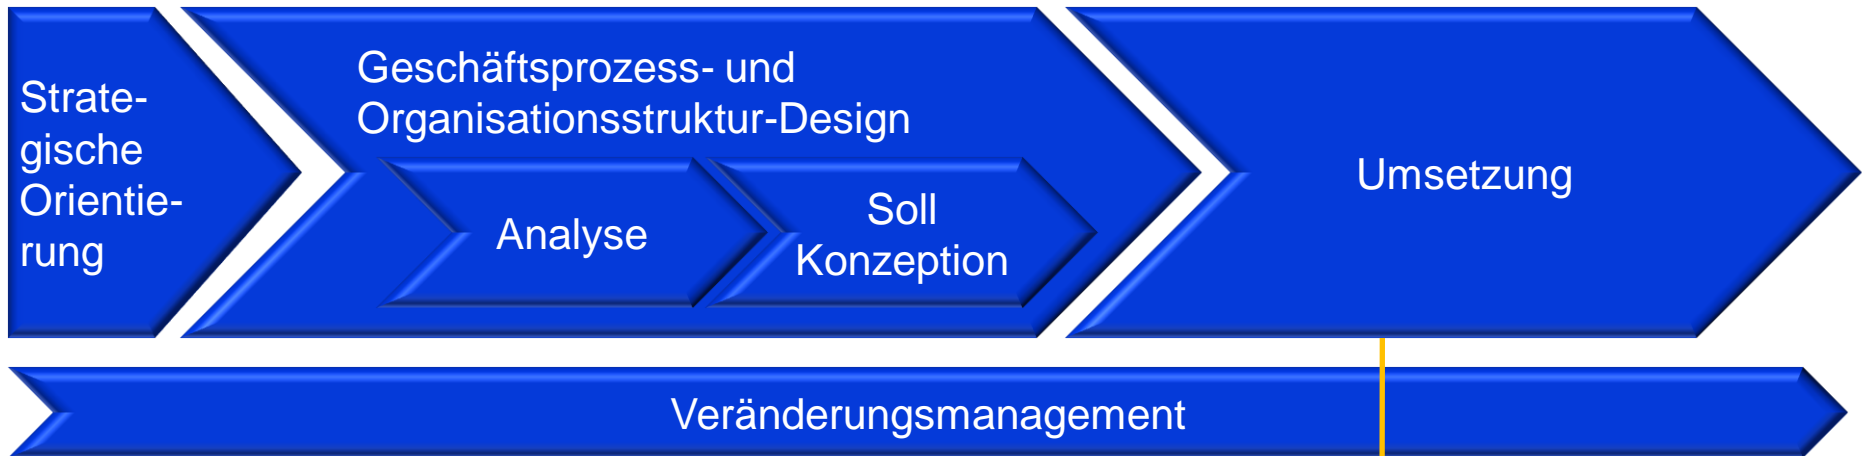 Strate-
gische
Orientie-
rung
Geschäftsprozess- und
Organisationsstruktur-Design
Analyse
Soll
Konzeption
Umsetzung
Veränderungsmanagement